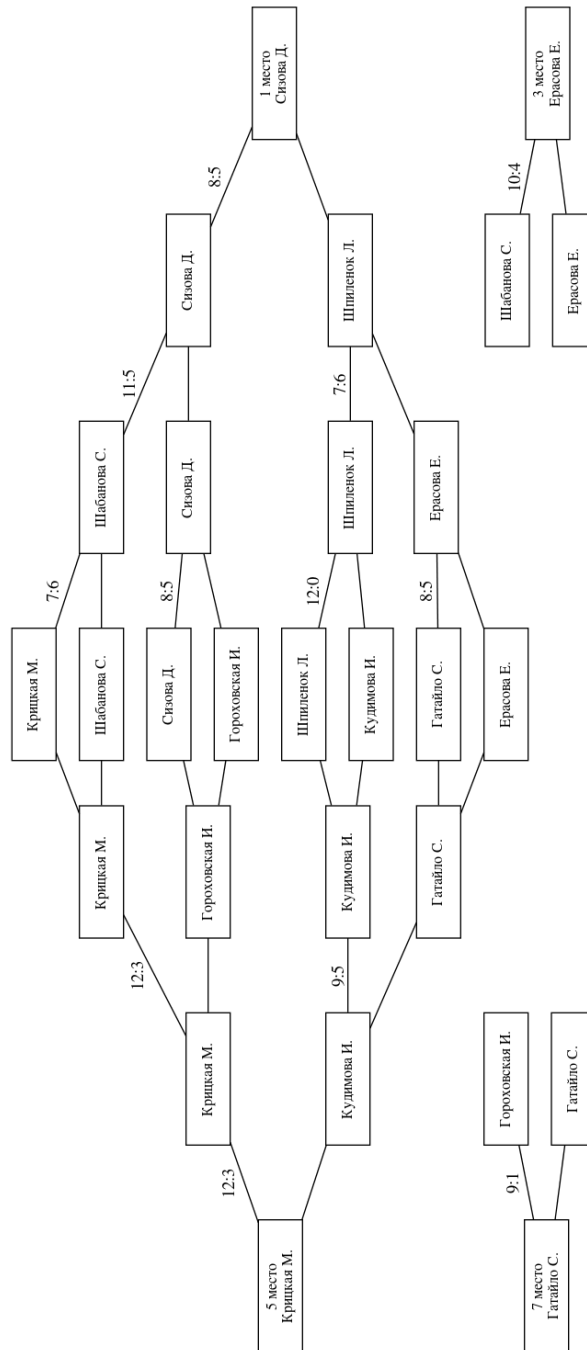 Крицкая М.
7:6
Крицкая М.
Шабанова С.
Шабанова С.
12:3
11:5
Сизова Д.
8:5
Крицкая М.
Гороховская И.
Сизова Д.
Сизова Д.
12:3
8:5
Гороховская И.
5 место
Крицкая М.
1 место
Сизова Д.
Шпиленок Л.
12:0
9:5
7:6
Кудимова И.
Кудимова И.
Шпиленок Л.
Шпиленок Л.
Кудимова И.
8:5
Гатайло С.
Гатайло С.
Ерасова Е.
Гороховская И.
Ерасова Е.
Шабанова С.
9:1
10:4
7 место
Гатайло С.
3 место
Ерасова Е.
Гатайло С.
Ерасова Е.